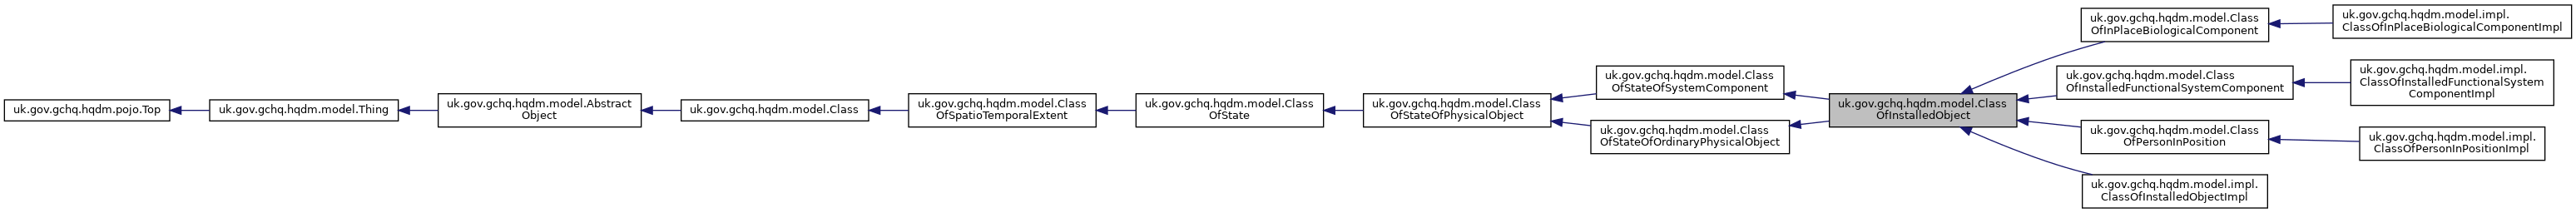 uk.gov.gchq.hqdm.pojo.Top
uk.gov.gchq.hqdm.model.Thing
uk.gov.gchq.hqdm.model.Abstract
Object
uk.gov.gchq.hqdm.model.Class
uk.gov.gchq.hqdm.model.Class
OfSpatioTemporalExtent
uk.gov.gchq.hqdm.model.Class
OfState
uk.gov.gchq.hqdm.model.Class
OfStateOfPhysicalObject
uk.gov.gchq.hqdm.model.Class
OfStateOfSystemComponent
uk.gov.gchq.hqdm.model.Class
OfStateOfOrdinaryPhysicalObject
uk.gov.gchq.hqdm.model.Class
OfInstalledObject
uk.gov.gchq.hqdm.model.Class
OfInPlaceBiologicalComponent
uk.gov.gchq.hqdm.model.impl.
ClassOfInPlaceBiologicalComponentImpl
uk.gov.gchq.hqdm.model.Class
OfInstalledFunctionalSystemComponent
uk.gov.gchq.hqdm.model.impl.
ClassOfInstalledFunctionalSystem
ComponentImpl
uk.gov.gchq.hqdm.model.Class
OfPersonInPosition
uk.gov.gchq.hqdm.model.impl.
ClassOfPersonInPositionImpl
uk.gov.gchq.hqdm.model.impl.
ClassOfInstalledObjectImpl